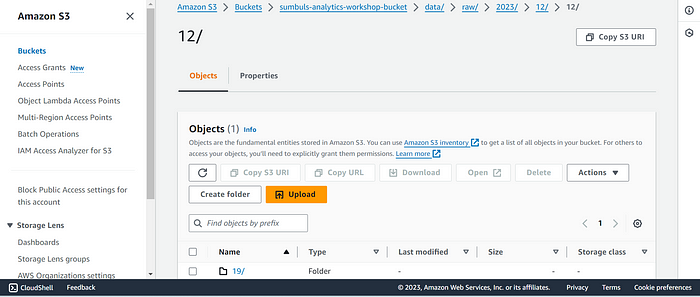 Amazon S3
Amazon S3 > Buckets > sumbuls-analytics-workshop-bucket > data/ > raw/ > 2023/ > 12/ > 12/
12/
Copy S3 URI
Buckets
Access Grants New
Access Points
Object Lambda Access Points
Multi-Region Access Points
Batch Operations
IAM Access Analyzer for S3
Block Public Access settings for
this account
Storage Lens
Dashboards
Storage Lens groups
AWS Organizations settings
Objects Properties
Objects (1) Info
Objects are the fundamental entities stored in Amazon S3. You can use Amazon S3 inventory to get a list of all objects in your bucket. For others to
access your objects, you'll need to explicitly grant them permissions. Learn more
Copy S3 URI Copy URL Download Open Delete Actions
Create folder Upload
Find objects by prefix
1
Name Type Last modified Size Storage class
19/ Folder - - -
CloudShell Feedback © 2023, Amazon Web Services, Inc. or its affiliates. Privacy Terms Cookie preferences